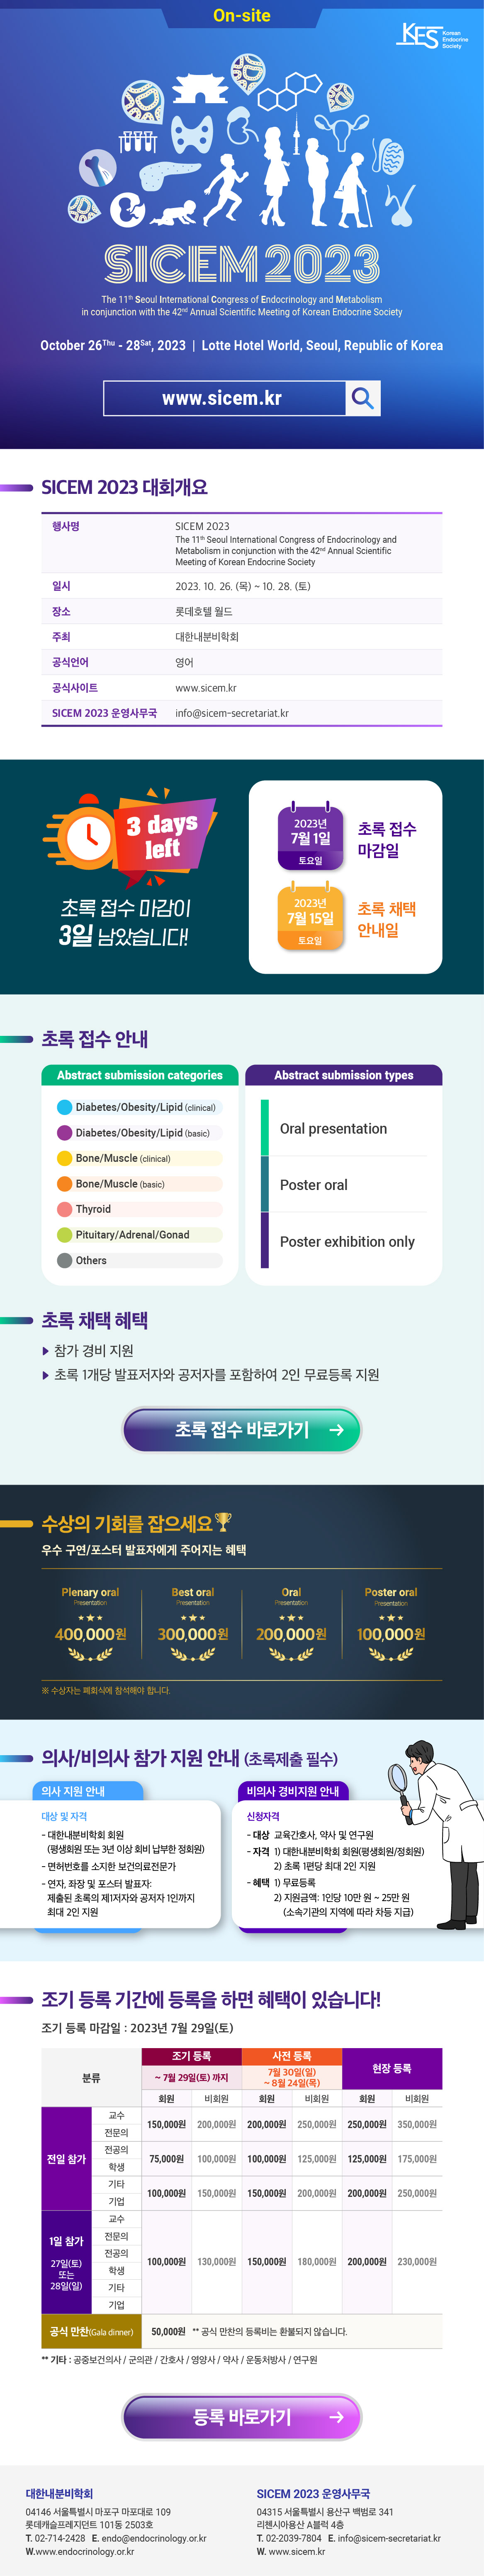 On-site
KES Korean
Endocrine
Society
SICEM 2023
The 11th Seoul International Congress of Endocrinology and Metabolism
in conjunction with the 42nd Annual Scientific Meeting of Korean Endocrine Society
October 26Thu - 28Sat, 2023 | Lotte Hotel World, Seoul, Republic of Korea
www.sicem.kr
SICEM 2023 대회개요
행사명 SICEM 2023
The 11th Seoul International Congress of Endocrinology and
Metabolism in conjunction with the 42nd Annual Scientific
Meeting of Korean Endocrine Society
일시 2023. 10. 26. (목) ~ 10. 28. (토)
장소 롯데호텔 월드
주최 대한내분비학회
공식언어 영어
공식사이트 www.sicem.kr
SICEM 2023 운영사무국 info@sicem-secretariat.kr
3 days
left
초록 접수 마감이
3일 남았습니다!
2023년
7월 1일
토요일
초록 접수
마감일
2023년
7월 15일
토요일
초록 채택
안내일
초록 접수 안내
Abstract submission categories
Diabetes/Obesity/Lipid (clinical)
Diabetes/Obesity/Lipid (basic)
Bone/Muscle (clinical)
Bone/Muscle (basic)
Thyroid
Pituitary/Adrenal/Gonad
Others
Abstract submission types
Oral presentation
Poster oral
Poster exhibition only
초록 채택 혜택
▶ 참가 경비 지원
▶ 초록 1개당 발표저자와 공저자를 포함하여 2인 무료등록 지원
초록 접수 바로가기 →
수상의 기회를 잡으세요
우수 구연/포스터 발표자에게 주어지는 혜택
Plenary oral
Presentation
400,000원
Best oral
Presentation
300,000원
Oral
Presentation
200,000원
Poster oral
Presentation
100,000원
※ 수상자는 폐회식에 참석해야 합니다.
의사/비의사 참가 지원 안내 (초록제출 필수)
의사 지원 안내
대상 및 자격
- 대한내분비학회 회원
(평생회원 또는 3년 이상 회비 납부한 정회원)
- 면허번호를 소지한 보건의료전문가
- 연자, 좌장 및 포스터 발표자:
제출된 초록의 제1저자와 공저자 1인까지
최대 2인 지원
비의사 경비지원 안내
신청자격
- 대상 교육간호사, 약사 및 연구원
- 자격 1) 대한내분비학회 회원(평생회원/정회원)
2) 초록 1편당 최대 2인 지원
- 혜택 1) 무료등록
2) 지원금액: 1인당 10만 원 ~ 25만 원
(소속기관의 지역에 따라 차등 지급)
조기 등록 기간에 등록을 하면 혜택이 있습니다!
조기 등록 마감일 : 2023년 7월 29일(토)
분류 조기 등록 사전 등록 현장 등록
~ 7월 29일(토) 까지 7월 30일(일)
~ 8월 24일(목)
회원 비회원 회원 비회원 회원 비회원
전일 참가
교수
전문의
150,000원 200,000원 200,000원 250,000원 250,000원 350,000원
전공의
학생
75,000원 100,000원 100,000원 125,000원 125,000원 175,000원
기타
기업
100,000원 150,000원 150,000원 200,000원 200,000원 250,000원
1일 참가
27일(토)
또는
28일(일)
교수
전문의
전공의
학생
기타
기업
100,000원 130,000원 150,000원 180,000원 200,000원 230,000원
공식 만찬(Gala dinner) 50,000원 ** 공식 만찬의 등록비는 환불되지 않습니다.
** 기타 : 공중보건의사 / 군의관 / 간호사 / 영양사 / 약사 / 운동처방사 / 연구원
등록 바로가기 →
대한내분비학회
04146 서울특별시 마포구 마포대로 109
롯데캐슬프레지던트 101동 2503호
T. 02-714-2428 E. endo@endocrinology.or.kr
W.www.endocrinology.or.kr
SICEM 2023 운영사무국
04315 서울특별시 용산구 백범로 341
리첸시아용산 A블럭 4층
T. 02-2039-7804 E. info@sicem-secretariat.kr
W. www.sicem.kr